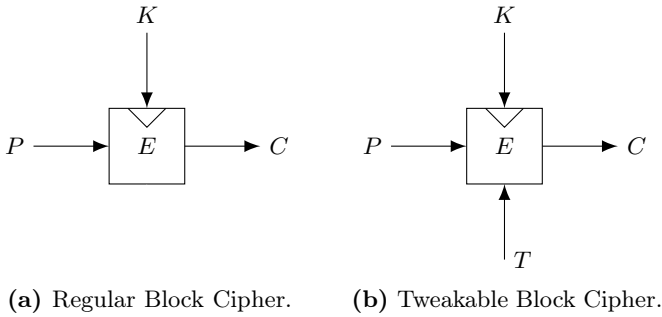 K K
P E C P E C
T
(a) Regular Block Cipher. (b) Tweakable Block Cipher.